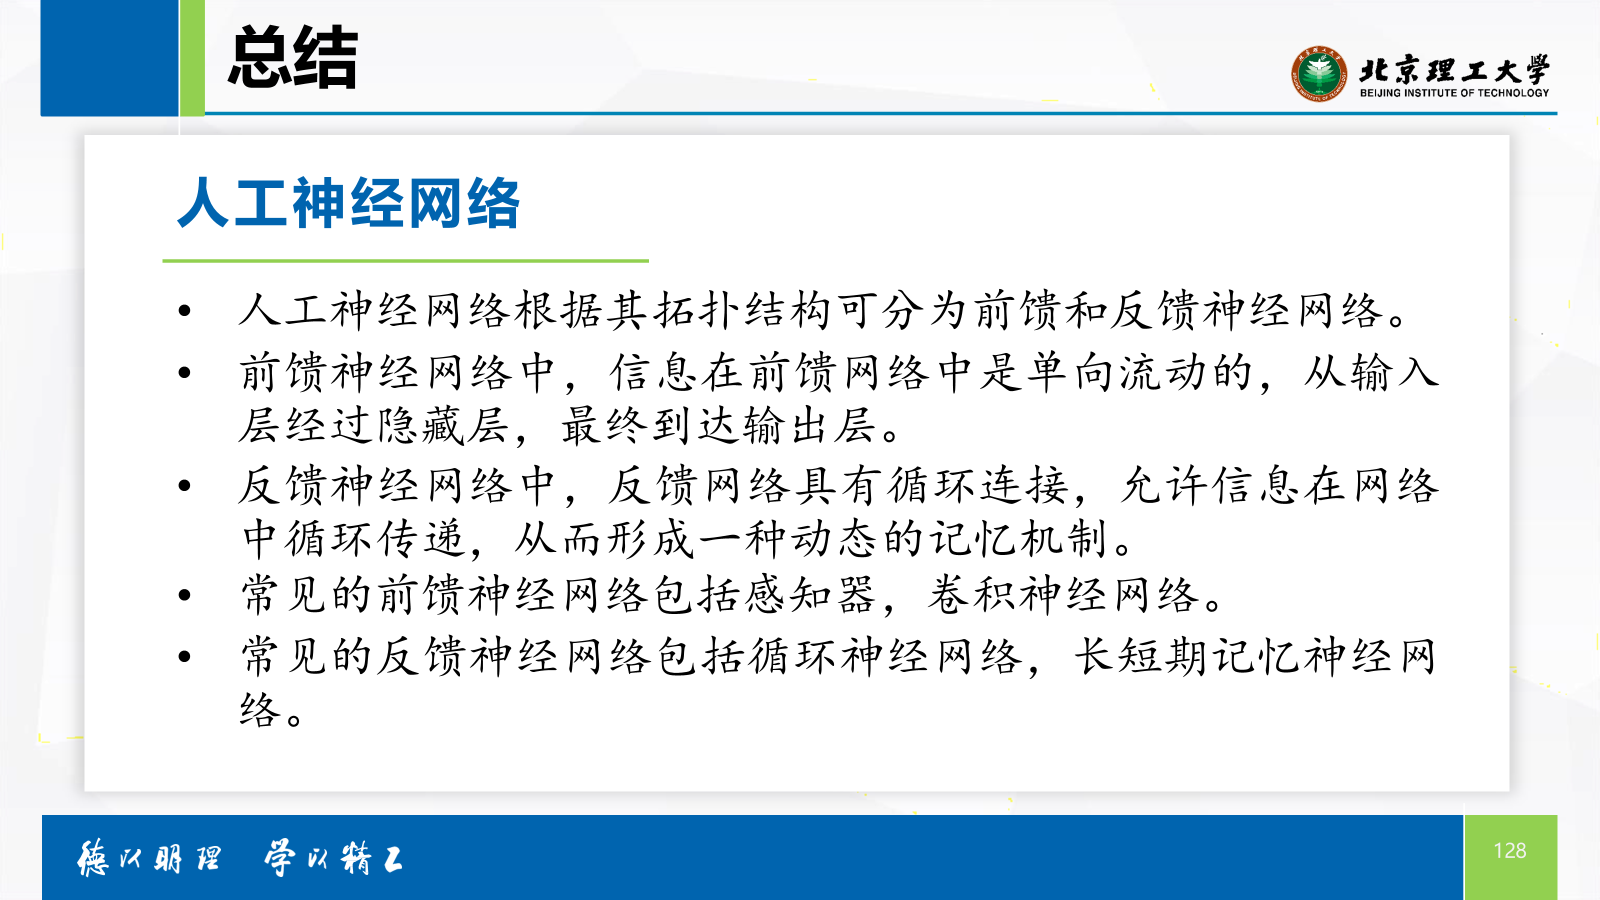 总结
北京理工大学
BEIJING INSTITUTE OF TECHNOLOGY
人工神经网络
• 人工神经网络根据其拓扑结构可分为前馈和反馈神经网络。
• 前馈神经网络中，信息在前馈网络中是单向流动的，从输入
层经过隐藏层，最终到达输出层。
• 反馈神经网络中，反馈网络具有循环连接，允许信息在网络
中循环传递，从而形成一种动态的记忆机制。
• 常见的前馈神经网络包括感知器，卷积神经网络。
• 常见的反馈神经网络包括循环神经网络，长短期记忆神经网
络。
德以明理 学以精工
128